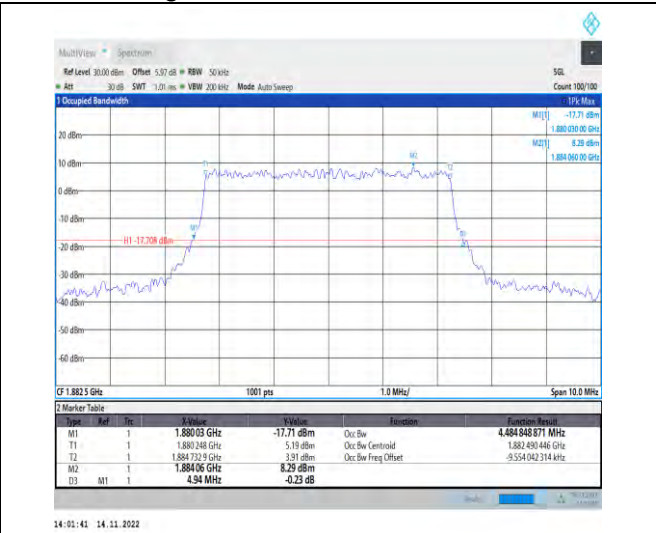 MultiView Spectrum
Ref Level 30.00 dBm Offset 5.97 dB RBW 50 kHz SGL
Att 30 dB SWT 1.01 ms VBW 200 kHz Mode Auto Sweep Count 100/100
1 Occupied Bandwidth 1Pk Max
M1[1] -17.71 dBm
1.880 030 00 GHz
M2[1] 8.29 dBm
1.884 060 00 GHz
20 dBm
10 dBm
0 dBm
-10 dBm
-20 dBm
-30 dBm
-40 dBm
-50 dBm
-60 dBm
T1
M2
T2
M1
H1 -17.708 dBm
D3
CF 1.882 5 GHz 1001 pts 1.0 MHz/ Span 10.0 MHz
2 Marker Table
Type Ref Trc X-Value Y-Value Function Function Result
M1 1 1.880 03 GHz -17.71 dBm Occ Bw 4.484 848 871 MHz
T1 1 1.880 248 GHz 5.19 dBm Occ Bw Centroid 1.882 490 446 GHz
T2 1 1.884 732 9 GHz 3.91 dBm Occ Bw Freq Offset -9.554 042 314 kHz
M2 1 1.884 06 GHz 8.29 dBm
D3 M1 1 4.94 MHz -0.23 dB
14:01:41 14.11.2022